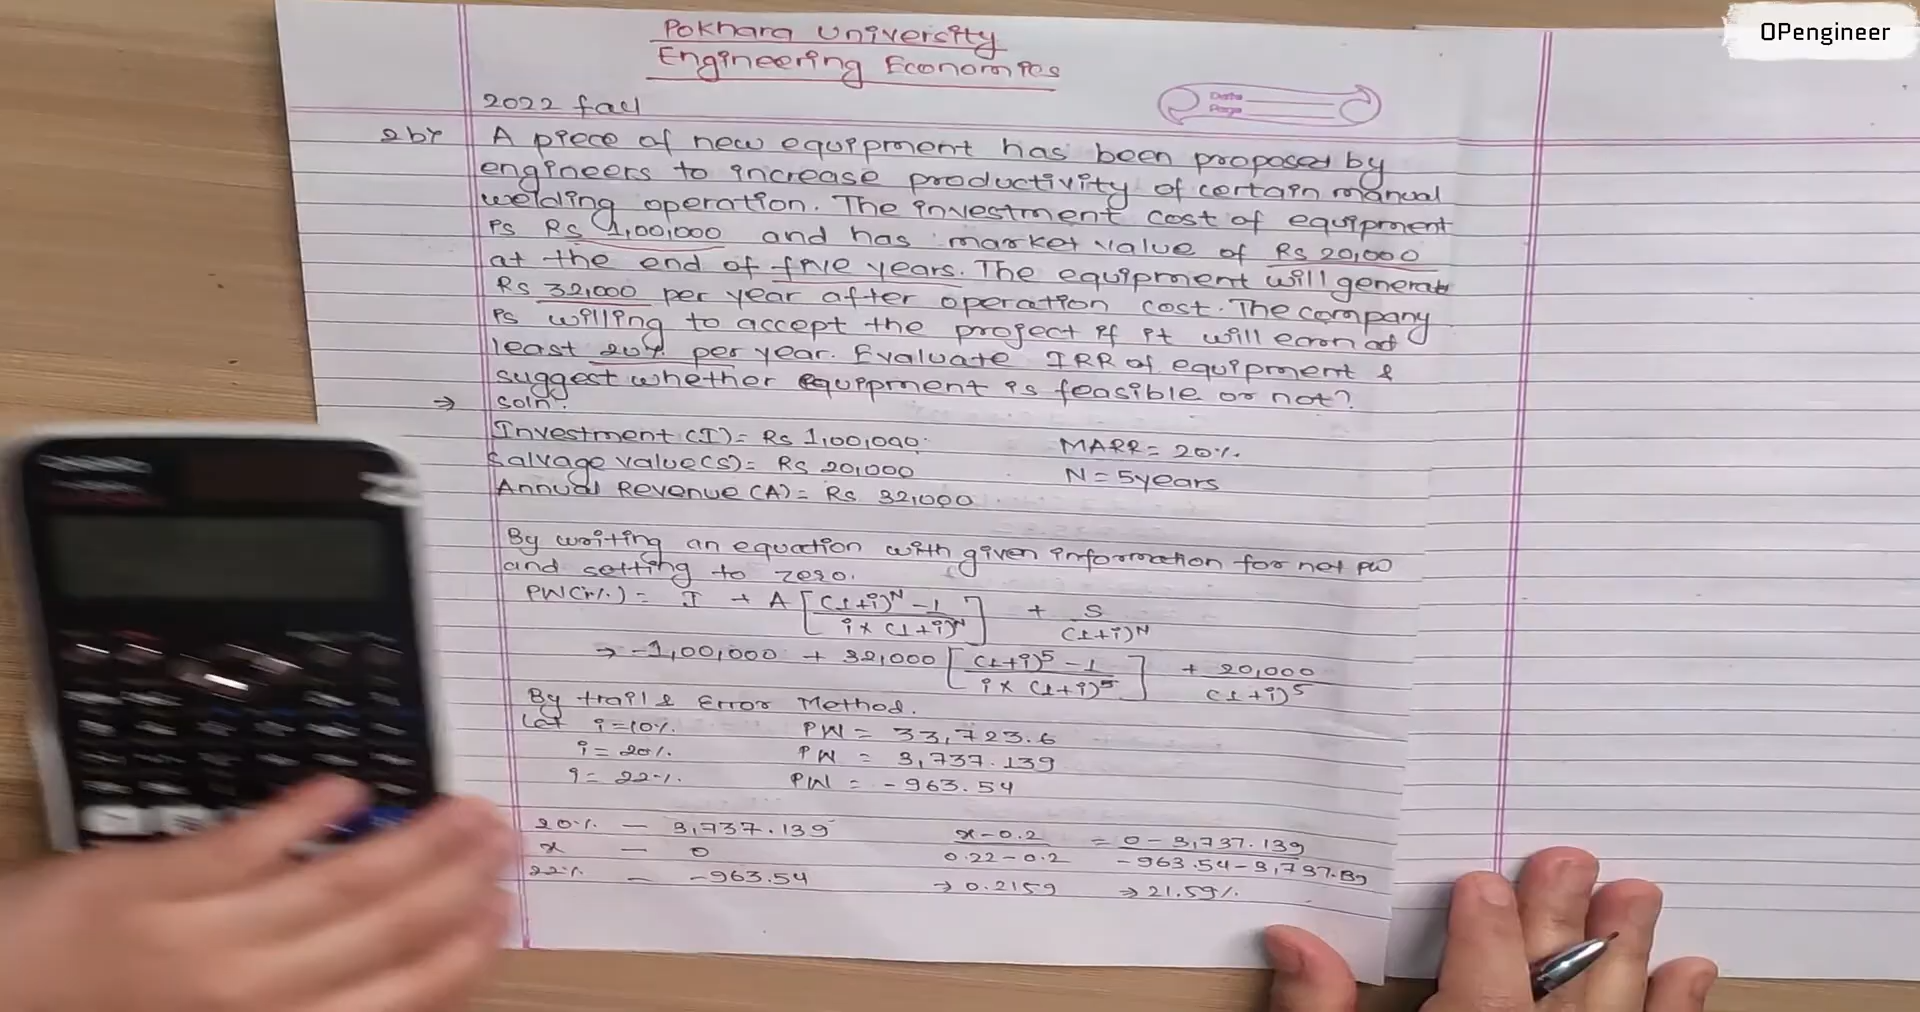 OPengineer
Pokhara University
Engineering Economics
2022 fall
Date
Page
2b) A piece of new equipment has been proposed by
engineers to increase productivity of certain manual
welding operation. The investment cost of equipment
is Rs 1,00,000 and has market value of Rs 20,000
at the end of five years. The equipment will generate
Rs 32,000 per year after operation cost. The company
is willing to accept the project if it will earn at
least 20% per year. Evaluate IRR of equipment &
suggest whether equipment is feasible or not?
→ soln:
Investment (I) = Rs 1,00,000. MARR = 20%.
Salvage value(s) = Rs 20,000 N = 5years
Annual Revenue (A) = Rs 32,000
By writing an equation with given information for net pw
and setting to zero.
PW(i%) = I + A [ (1+i)^N - 1 / i × (1+i)^N ] + S / (1+i)^N
→ -1,00,000 + 32,000 [ (1+i)^5 - 1 / i × (1+i)^5 ] + 20,000 / (1+i)^5
By trail & Error Method.
Let i = 10% PW = 33,723.6
i = 20% PW = 3,737.139
i = 22% PW = -963.54
20% — 3,737.139 x-0.2 / 0.22-0.2 = 0-3,737.139 / -963.54-3,737.139
x — 0
22% — -963.54 → 0.2159 → 21.59%